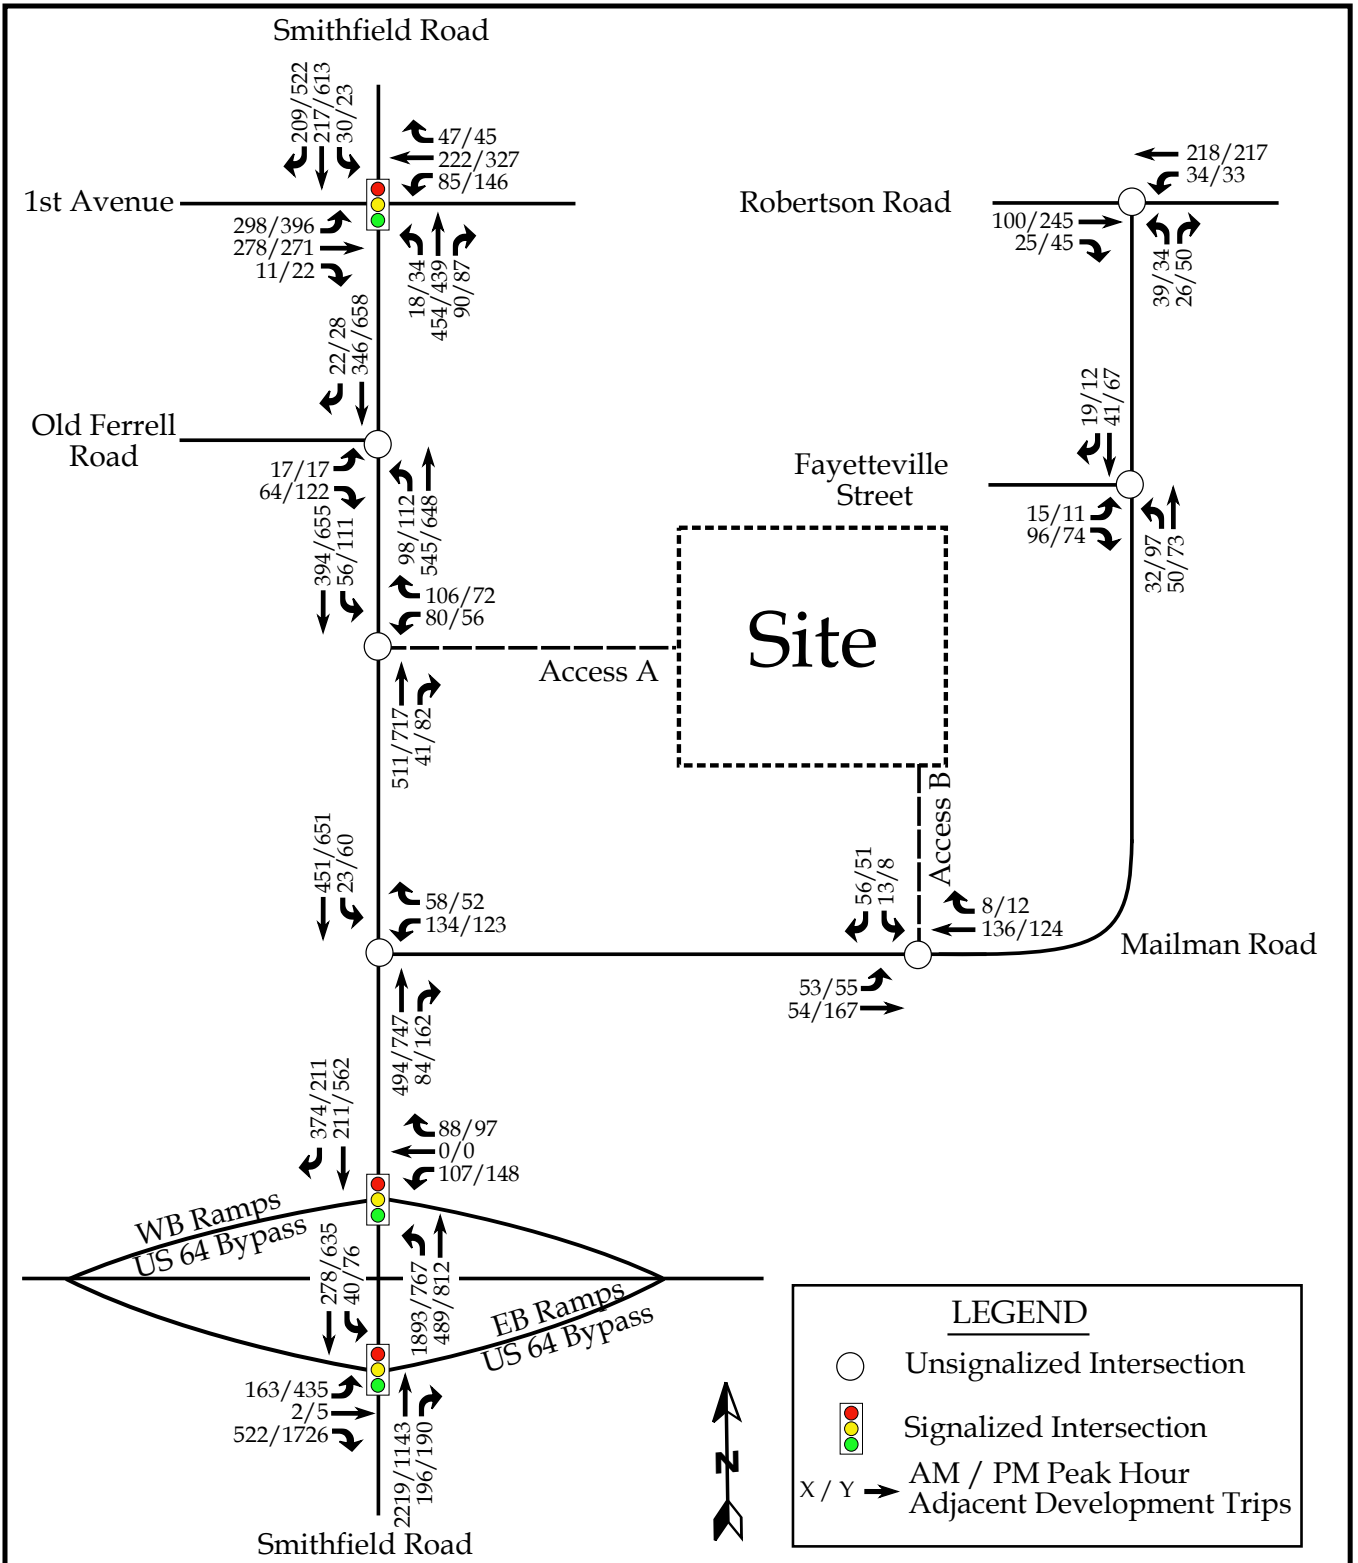 Smithfield Road
209/522
217/613
30/23
47/45
222/327
85/146
1st Avenue
298/396
278/271
11/22
18/34
454/439
90/87
Robertson Road
218/217
34/33
100/245
25/45
39/34
26/50
22/28
346/658
Old Ferrell
Road
17/17
64/122
98/112
545/648
Fayetteville
Street
19/12
41/67
15/11
96/74
32/97
50/73
394/655
56/111
106/72
80/56
Site
Access A
511/717
41/82
Access B
451/651
23/60
58/52
134/123
56/51
13/8
8/12
136/124
Mailman Road
53/55
54/167
494/747
84/162
374/211
211/562
88/97
0/0
107/148
WB Ramps
US 64 Bypass
278/635
40/76
1893/767
489/812
EB Ramps
US 64 Bypass
163/435
2/5
522/1726
2219/1143
196/190
Smithfield Road
N
LEGEND
Unsignalized Intersection
Signalized Intersection
X / Y
AM / PM Peak Hour
Adjacent Development Trips